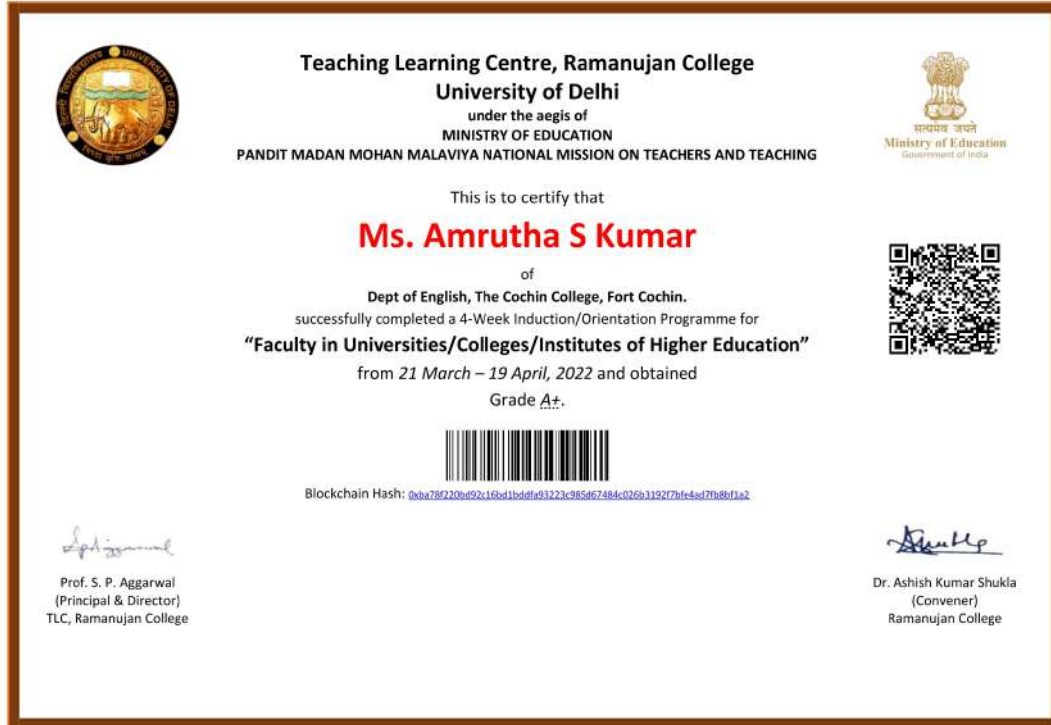 Teaching Learning Centre, Ramanujan College
University of Delhi
under the aegis of
MINISTRY OF EDUCATION
PANDIT MADAN MOHAN MALAVIYA NATIONAL MISSION ON TEACHERS AND TEACHING
सत्यमेव जयते
Ministry of Education
Government of India
This is to certify that
Ms. Amrutha S Kumar
of
Dept of English, The Cochin College, Fort Cochin.
successfully completed a 4-Week Induction/Orientation Programme for
“Faculty in Universities/Colleges/Institutes of Higher Education”
from 21 March – 19 April, 2022 and obtained
Grade A+.
Blockchain Hash: 0xba78f220bd92c16bd1bddfa93223c985d67484c026b3192f7bfe4ad7fb8bf1a2
Prof. S. P. Aggarwal
(Principal & Director)
TLC, Ramanujan College
Dr. Ashish Kumar Shukla
(Convener)
Ramanujan College